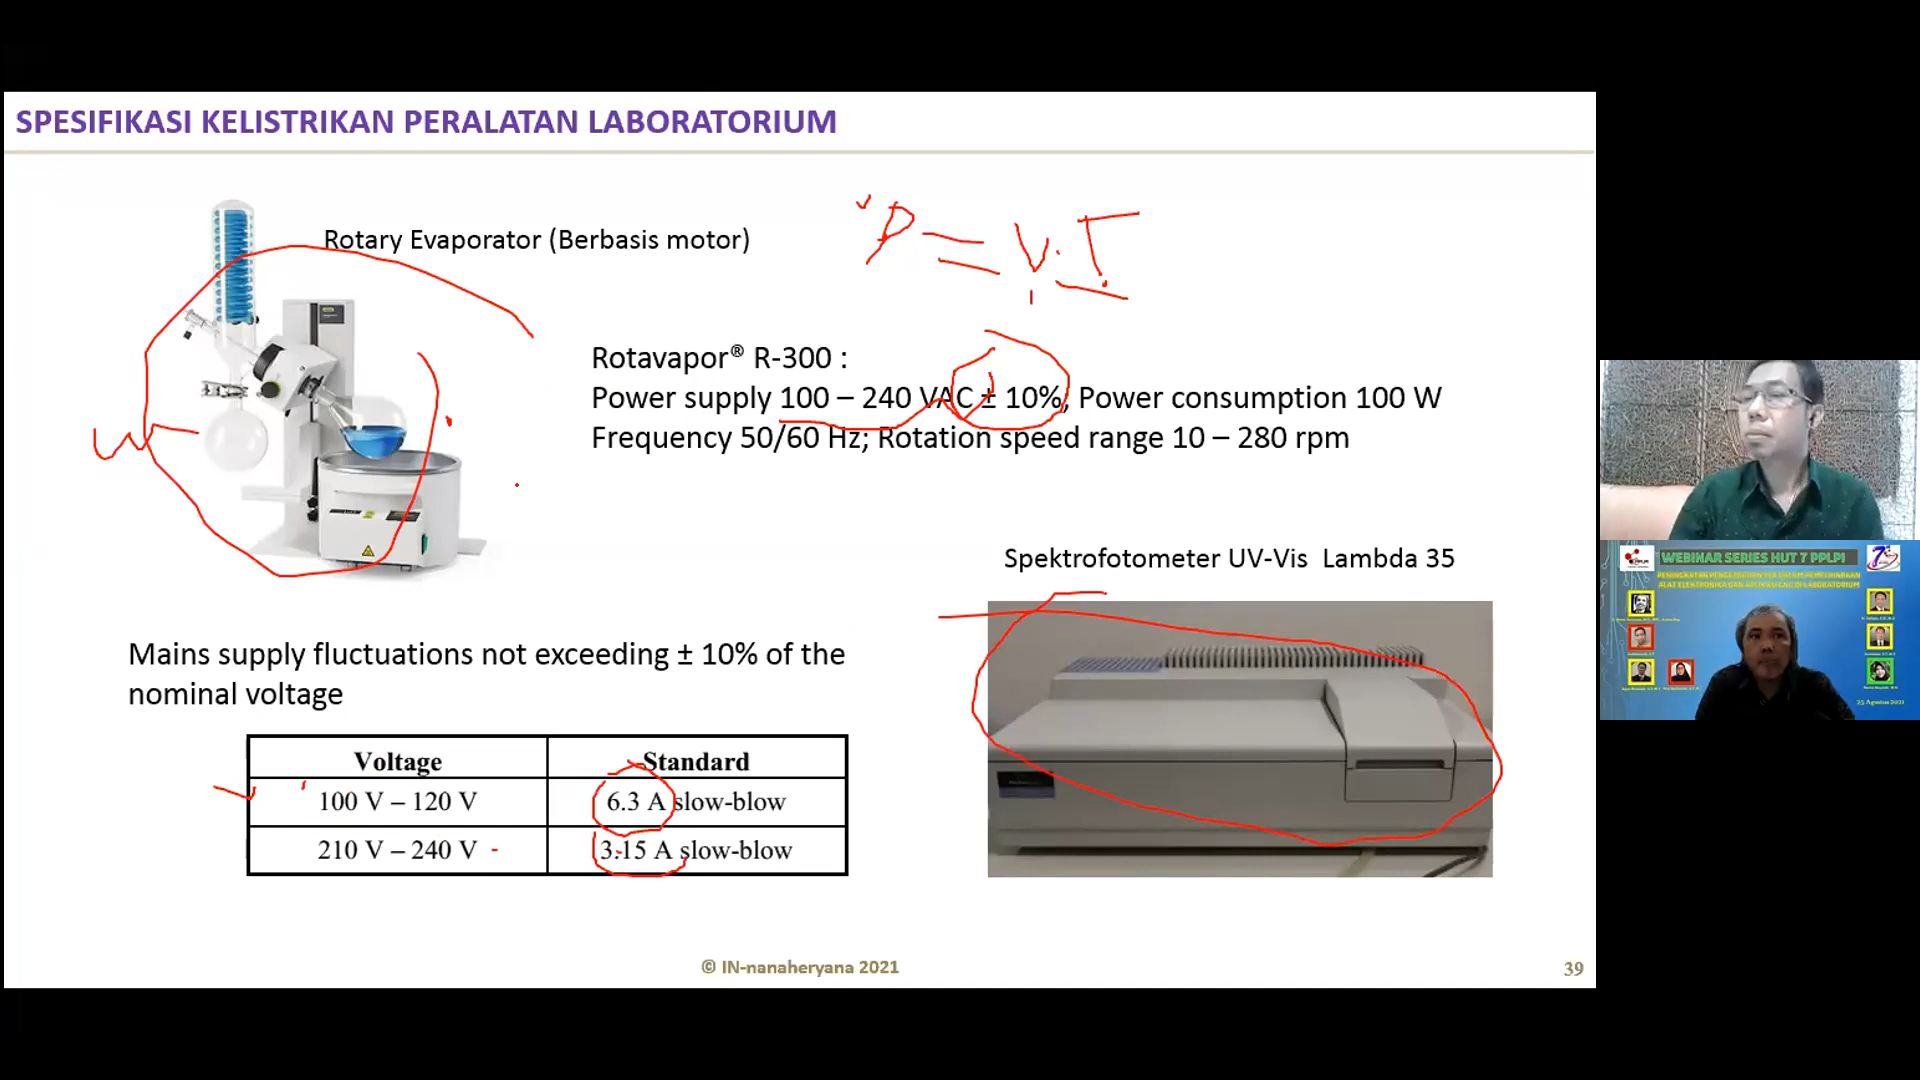 SPESIFIKASI KELISTRIKAN PERALATAN LABORATORIUM
Rotary Evaporator (Berbasis motor)
P = V.I
Rotavapor® R-300 :
Power supply 100 – 240 VAC ± 10%, Power consumption 100 W
Frequency 50/60 Hz; Rotation speed range 10 – 280 rpm
Spektrofotometer UV-Vis Lambda 35
Mains supply fluctuations not exceeding ± 10% of the
nominal voltage
Voltage Standard
100 V – 120 V 6.3 A slow-blow
210 V – 240 V 3.15 A slow-blow
© IN-nanaheryana 2021
39
WEBINAR SERIES HUT 7 PPLPI
25 Agustus 2021